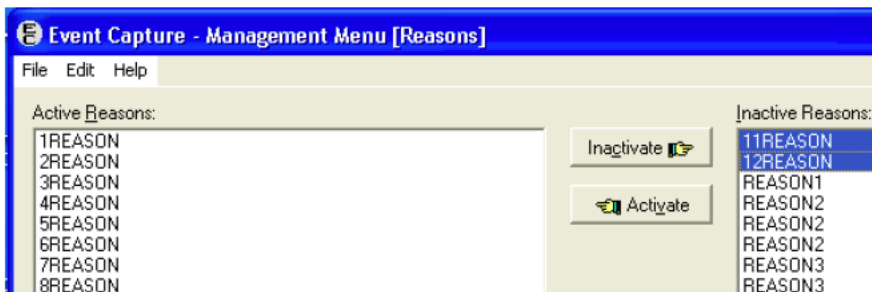 Event Capture - Management Menu [Reasons]
File Edit Help
Active Reasons:
1REASON
2REASON
3REASON
4REASON
5REASON
6REASON
7REASON
8REASON
Inactivate
Activate
Inactive Reasons:
11REASON
12REASON
REASON1
REASON2
REASON2
REASON2
REASON3
REASON3